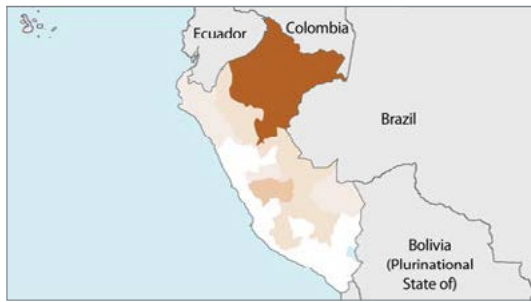 Ecuador
Colombia
Brazil
Bolivia
(Plurinational
State of)